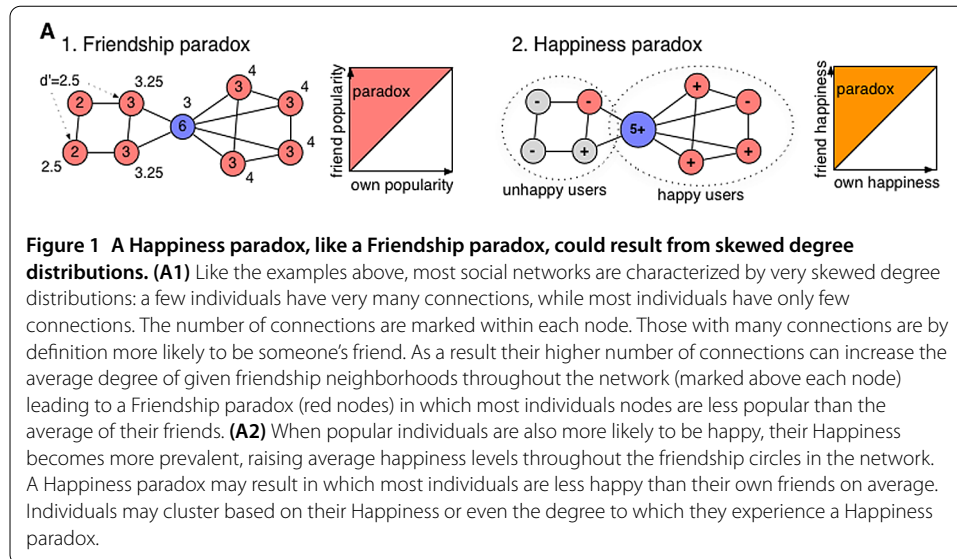 A 1. Friendship paradox
2. Happiness paradox
d'=2.5 3.25 3 4 4
2 3 6 3 3
2 3 3 3
2.5 3.25 4 4
friend popularity
paradox
own popularity
- - 5+ + -
- + + +
unhappy users
happy users
friend happiness
paradox
own happiness
Figure 1 A Happiness paradox, like a Friendship paradox, could result from skewed degree
distributions. (A1) Like the examples above, most social networks are characterized by very skewed degree
distributions: a few individuals have very many connections, while most individuals have only few
connections. The number of connections are marked within each node. Those with many connections are by
definition more likely to be someone's friend. As a result their higher number of connections can increase the
average degree of given friendship neighborhoods throughout the network (marked above each node)
leading to a Friendship paradox (red nodes) in which most individuals nodes are less popular than the
average of their friends. (A2) When popular individuals are also more likely to be happy, their Happiness
becomes more prevalent, raising average happiness levels throughout the friendship circles in the network.
A Happiness paradox may result in which most individuals are less happy than their own friends on average.
Individuals may cluster based on their Happiness or even the degree to which they experience a Happiness
paradox.